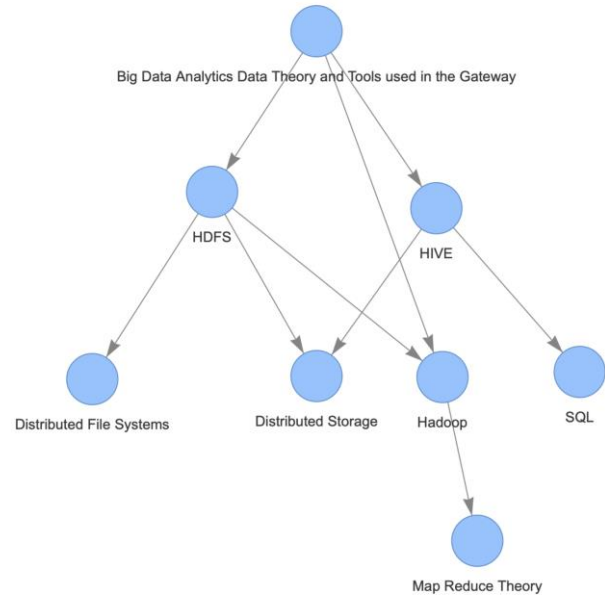 Big Data Analytics Data Theory and Tools used in the Gateway
HDFS
HIVE
Distributed File Systems
Distributed Storage
Hadoop
SQL
Map Reduce Theory